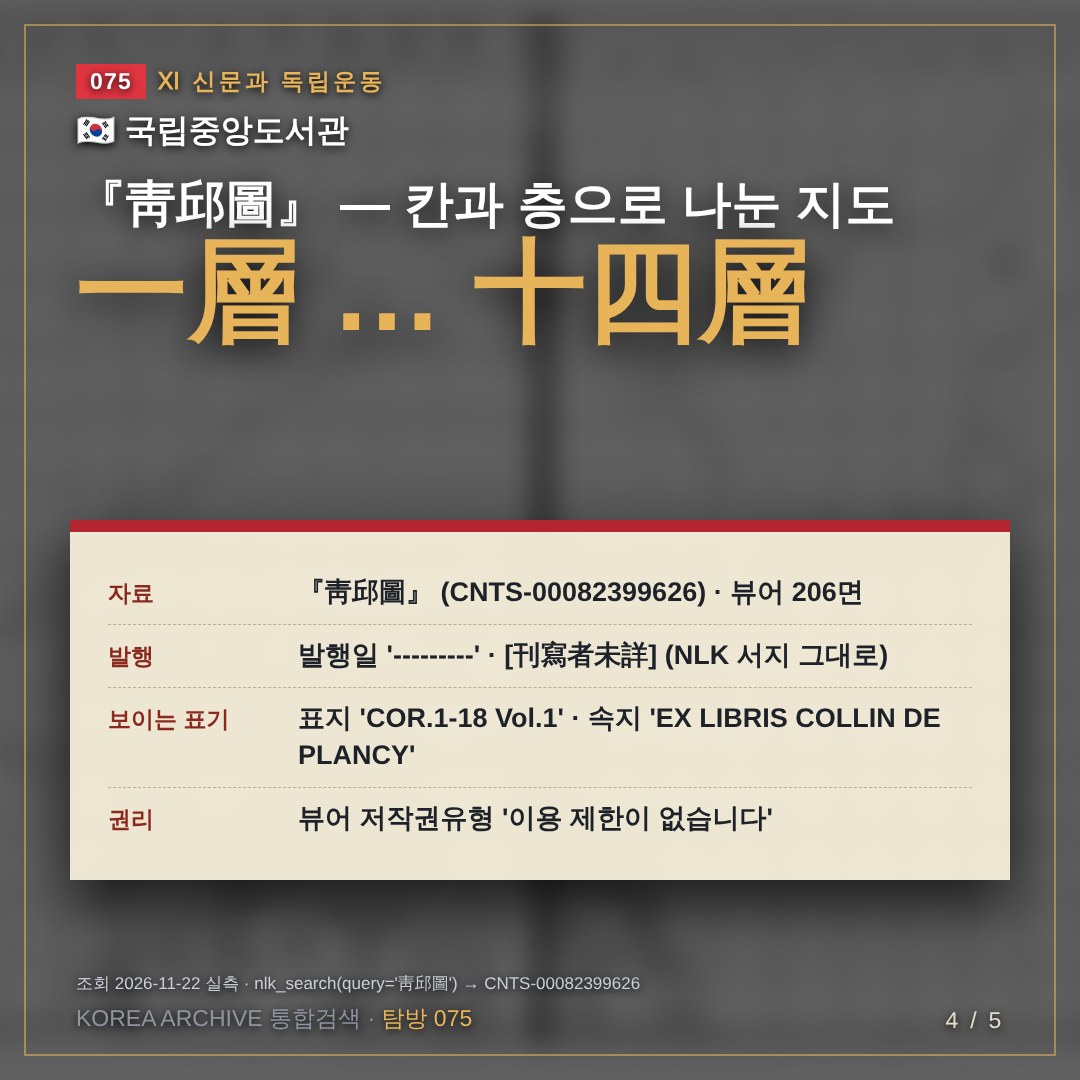 075 Ⅺ 신문과 독립운동
🇰🇷 국립중앙도서관
『靑邱圖』 — 칸과 층으로 나눈 지도
一層 ... 十四層
자료 『靑邱圖』 (CNTS-00082399626) · 뷰어 206면
발행 발행일 '---------' · [刊寫者未詳] (NLK 서지 그대로)
보이는 표기 표지 'COR.1-18 Vol.1' · 속지 'EX LIBRIS COLLIN DE
PLANCY'
권리 뷰어 저작권유형 '이용 제한이 없습니다'
조회 2026-11-22 실측 · nlk_search(query='靑邱圖') → CNTS-00082399626
KOREA ARCHIVE 통합검색 · 탐방 075
4 / 5